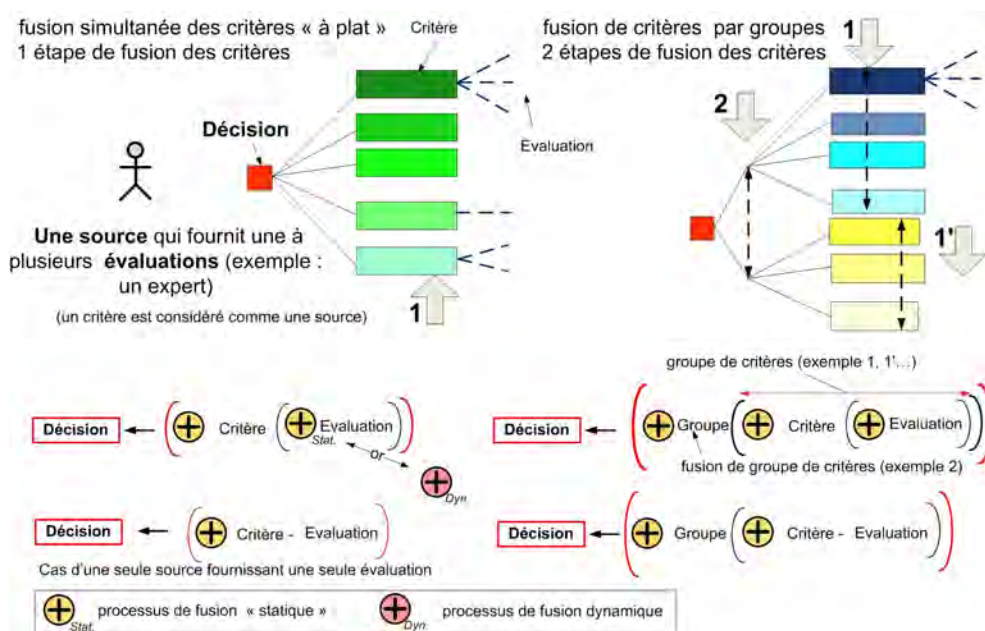 fusion simultanée des critères « à plat »
1 étape de fusion des critères
Critère
Décision
Evaluation
Une source qui fournit une à
plusieurs évaluations (exemple :
un expert)
(un critère est considéré comme une source)
1
fusion de critères par groupes
2 étapes de fusion des critères
1
2
1'
groupe de critères (exemple 1, 1'...)
Décision
Critère
Evaluation
Stat.
or
Dyn.
Décision
Groupe
Critère
Evaluation
fusion de groupe de critères (exemple 2)
Décision
Critère - Evaluation
Cas d'une seule source fournissant une seule évaluation
Décision
Groupe
Critère - Evaluation
Stat.
processus de fusion « statique »
Dyn.
processus de fusion dynamique